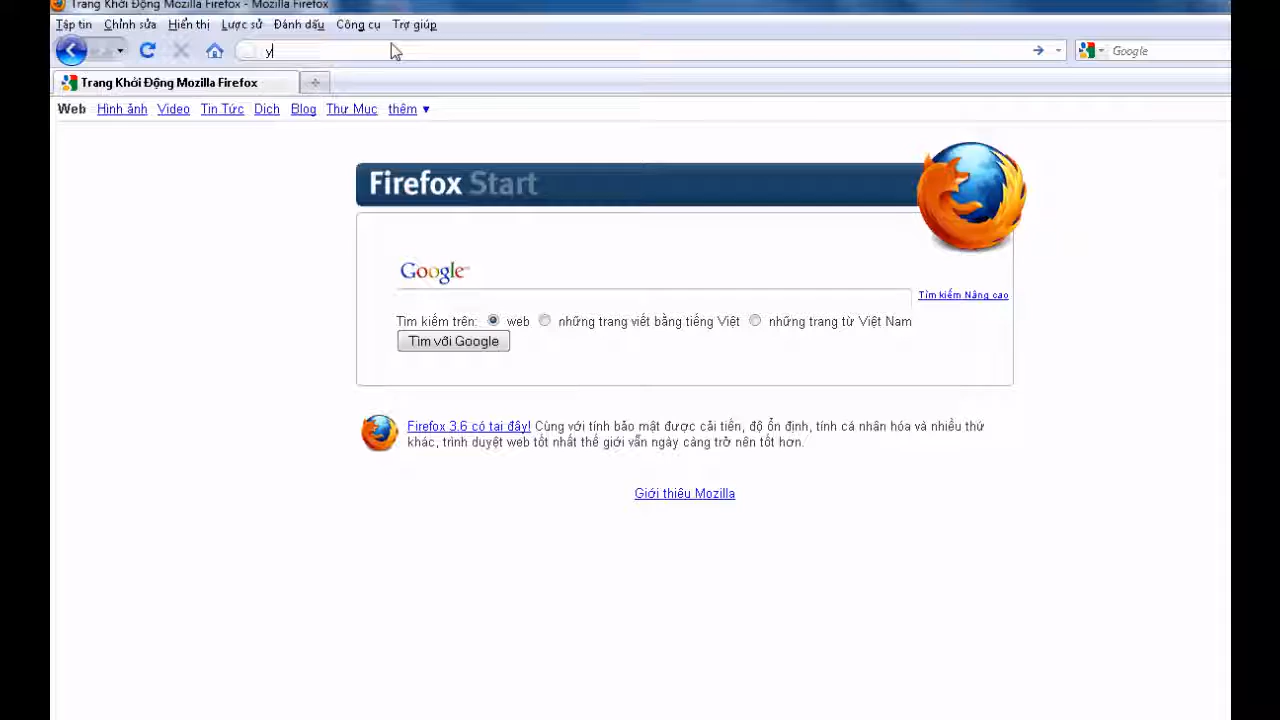 Trang Khởi Động Mozilla Firefox - Mozilla Firefox
Tập tin Chỉnh sửa Hiển thị Lược sử Đánh dấu Công cụ Trợ giúp
y Google
Trang Khởi Động Mozilla Firefox
Web Hình ảnh Video Tin Tức Dịch Blog Thư Mục thêm ▼
Firefox Start
Google™
Tìm kiếm Nâng cao
Tìm kiếm trên: web những trang viết bằng tiếng Việt những trang từ Việt Nam
Tìm với Google
Firefox 3.6 có tại đây! Cùng với tính bảo mật được cải tiến, độ ổn định, tính cá nhân hóa và nhiều thứ
khác, trình duyệt web tốt nhất thế giới vẫn ngày càng trở nên tốt hơn.
Giới thiệu Mozilla